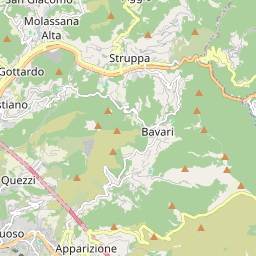 San Giacomo
Molassana
Alta
Struppa
Gottardo
stiano
Bavari
Quezzi
uoso
Apparizione